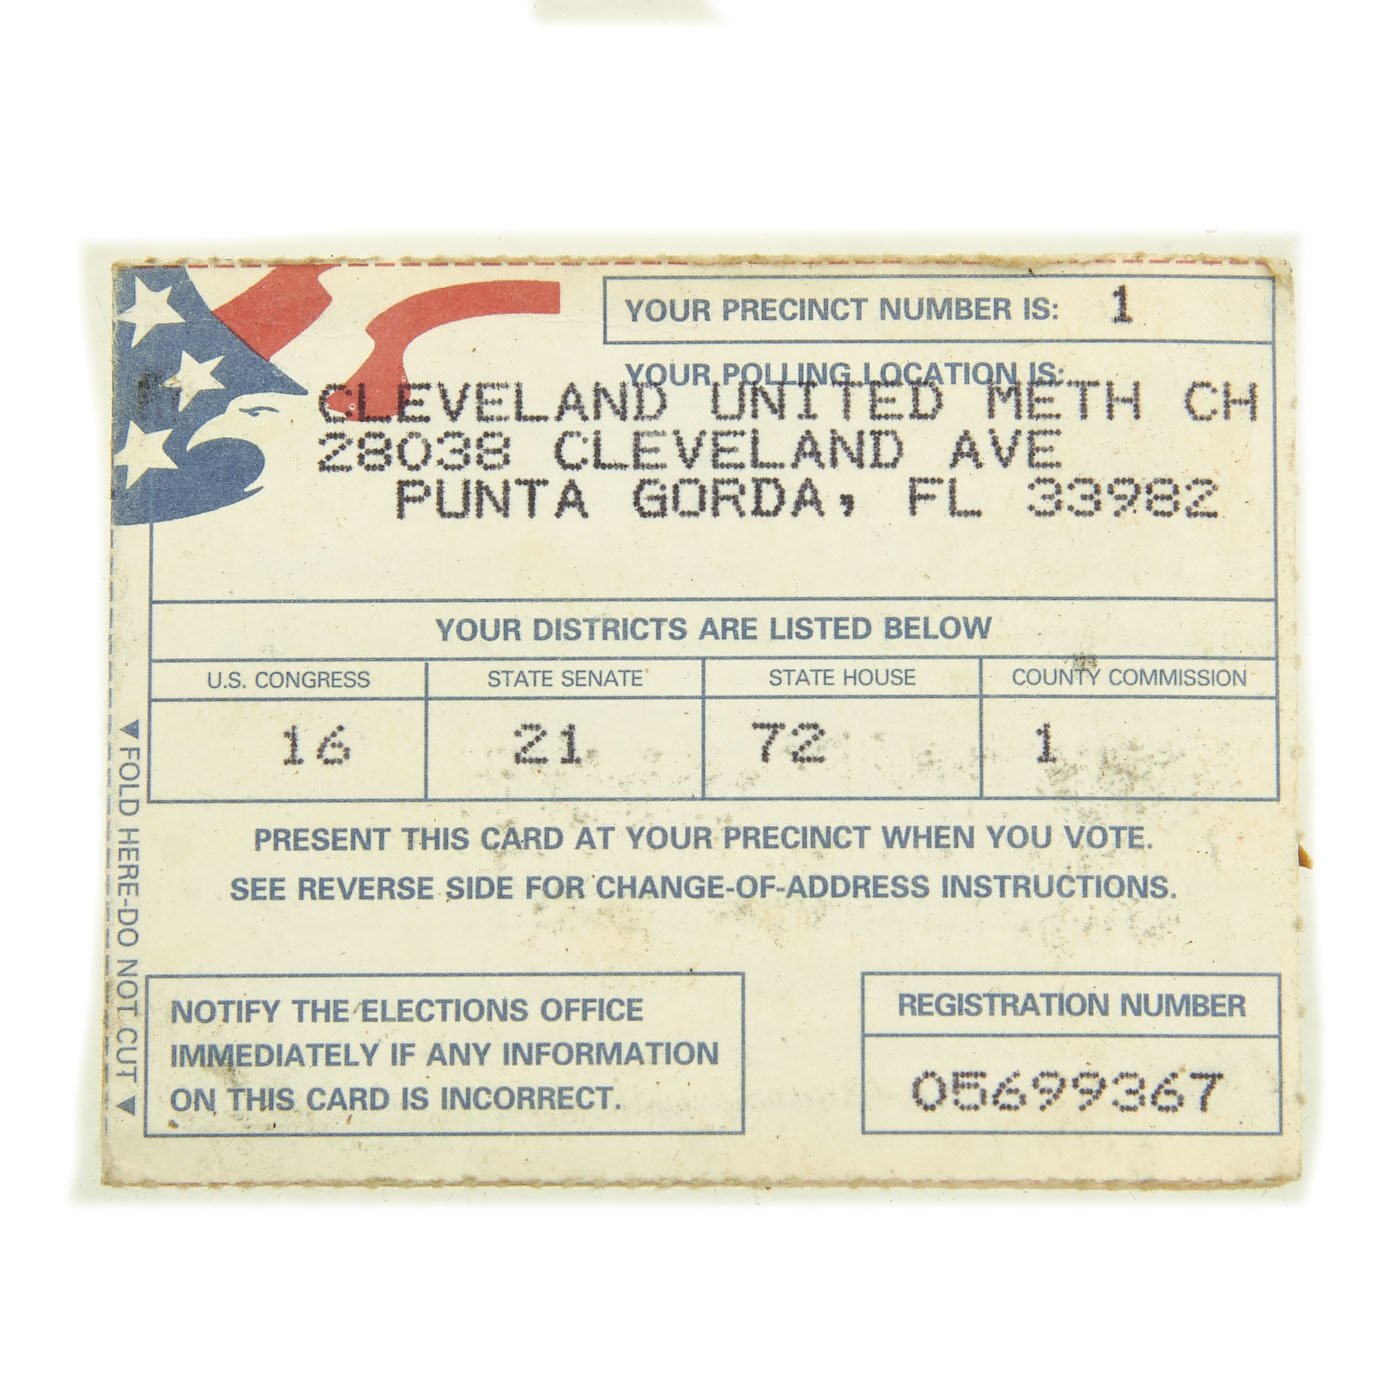 YOUR PRECINCT NUMBER IS: 1
YOUR POLLING LOCATION IS:
CLEVELAND UNITED METH CH
28038 CLEVELAND AVE
PUNTA GORDA, FL 33982
YOUR DISTRICTS ARE LISTED BELOW
U.S. CONGRESS STATE SENATE STATE HOUSE COUNTY COMMISSION
16 21 72 1
PRESENT THIS CARD AT YOUR PRECINCT WHEN YOU VOTE.
SEE REVERSE SIDE FOR CHANGE-OF-ADDRESS INSTRUCTIONS.
▼FOLD HERE-DO NOT CUT▼
NOTIFY THE ELECTIONS OFFICE
IMMEDIATELY IF ANY INFORMATION
ON THIS CARD IS INCORRECT.
REGISTRATION NUMBER
05699367